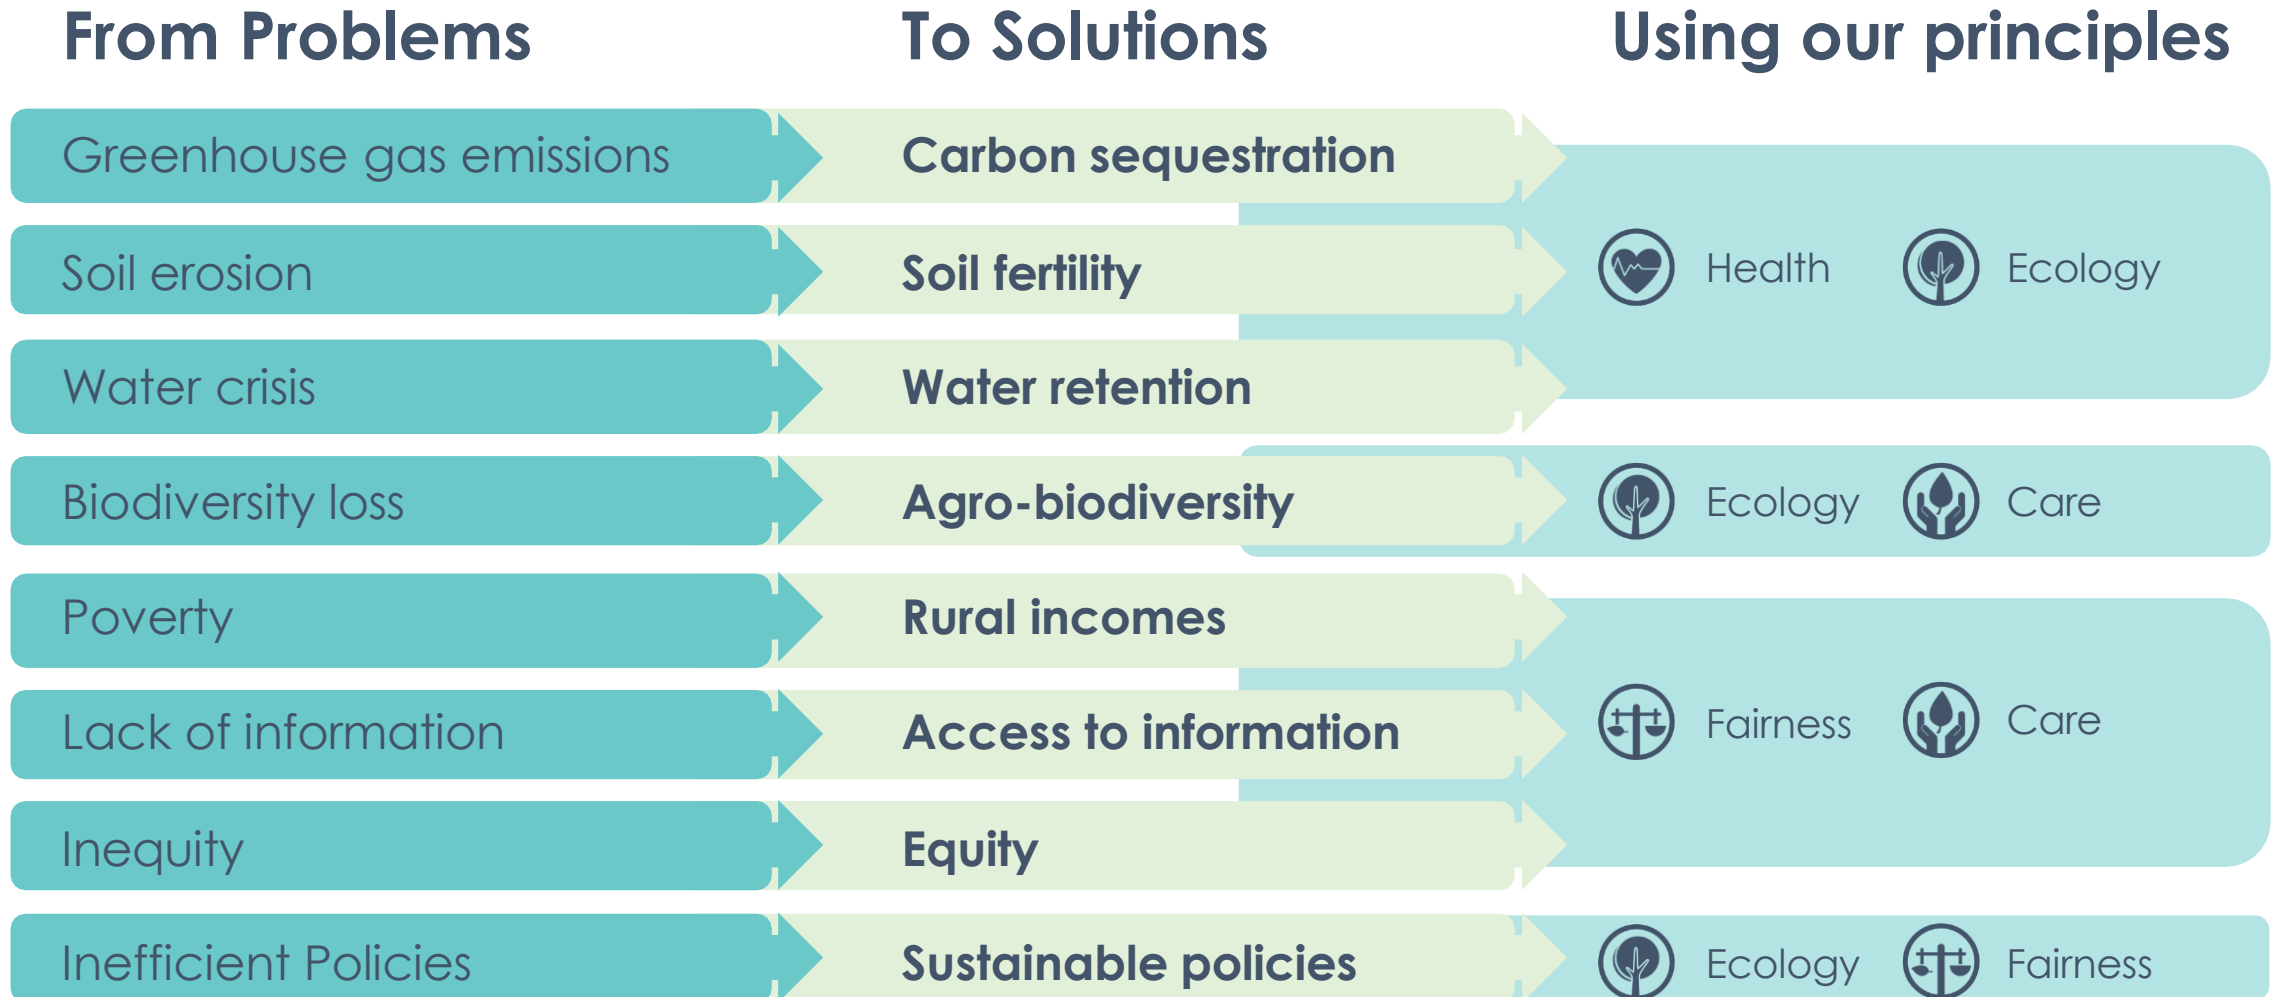 From Problems To Solutions Using our principles
Greenhouse gas emissions Carbon sequestration
Soil erosion Soil fertility Health Ecology
Water crisis Water retention
Biodiversity loss Agro-biodiversity Ecology Care
Poverty Rural incomes
Lack of information Access to information Fairness Care
Inequity Equity
Inefficient Policies Sustainable policies Ecology Fairness